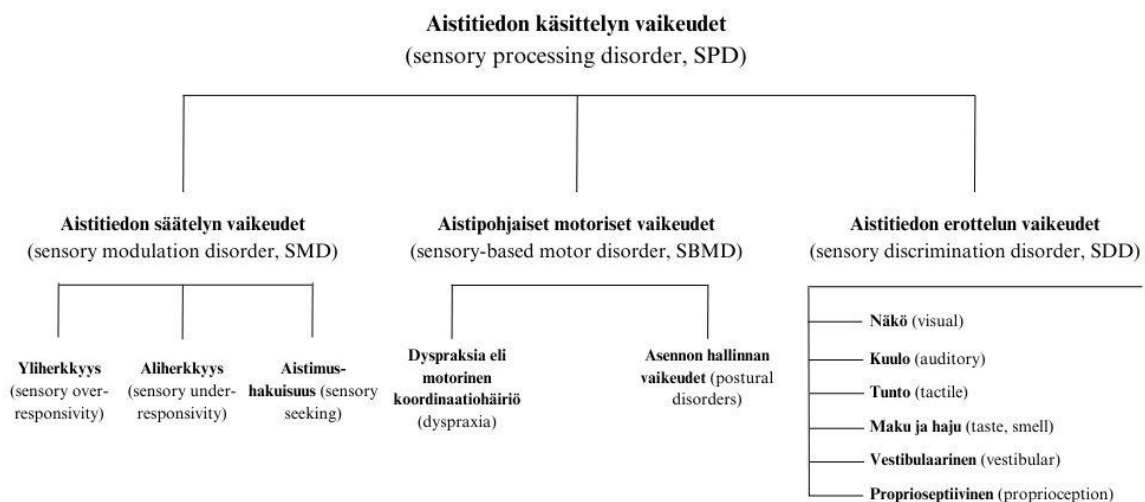 Aistitiedon käsittelyn vaikeudet
(sensory processing disorder, SPD)
Aistitiedon säätelyn vaikeudet
(sensory modulation disorder, SMD)
Yliherkkyys
(sensory over-
responsivity)
Aliherkkyys
(sensory under-
responsivity)
Aistimus-
hakuisuus (sensory
seeking)
Aistipohjaiset motoriset vaikeudet
(sensory-based motor disorder, SBMD)
Dyspraksia eli
motorinen
koordinaatiohäiriö
(dyspraxia)
Asennon hallinnan
vaikeudet (postural
disorders)
Aistitiedon erottelun vaikeudet
(sensory discrimination disorder, SDD)
Näkö (visual)
Kuulo (auditory)
Tunto (tactile)
Maku ja haju (taste, smell)
Vestibulaarinen (vestibular)
Proprioseptiivinen (proprioception)